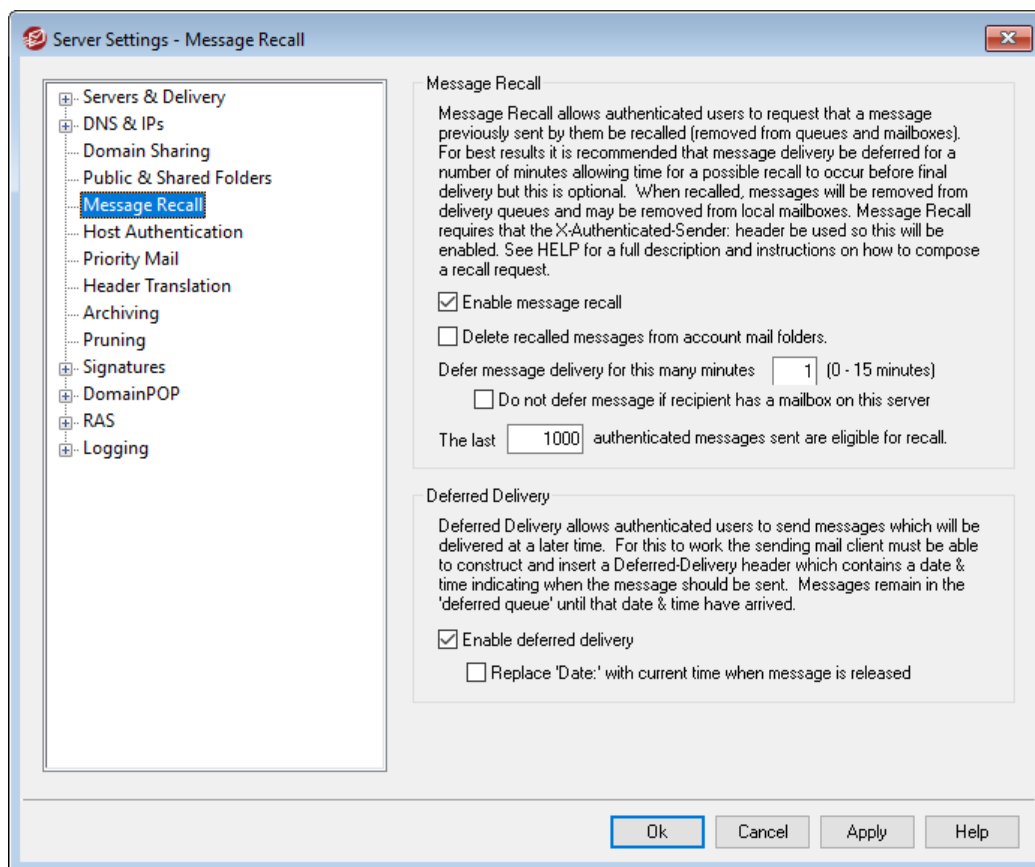 Server Settings - Message Recall
Servers & Delivery
DNS & IPs
Domain Sharing
Public & Shared Folders
Message Recall
Host Authentication
Priority Mail
Header Translation
Archiving
Pruning
Signatures
DomainPOP
RAS
Logging
Message Recall
Message Recall allows authenticated users to request that a message
previously sent by them be recalled (removed from queues and mailboxes).
For best results it is recommended that message delivery be deferred for a
number of minutes allowing time for a possible recall to occur before final
delivery but this is optional.  When recalled, messages will be removed from
delivery queues and may be removed from local mailboxes. Message Recall
requires that the X-Authenticated-Sender: header be used so this will be
enabled. See HELP for a full description and instructions on how to compose
a recall request.
Enable message recall
Delete recalled messages from account mail folders.
Defer message delivery for this many minutes 1 (0 - 15 minutes)
Do not defer message if recipient has a mailbox on this server
The last 1000 authenticated messages sent are eligible for recall.
Deferred Delivery
Deferred Delivery allows authenticated users to send messages which will be
delivered at a later time.  For this to work the sending mail client must be able
to construct and insert a Deferred-Delivery header which contains a date &
time indicating when the message should be sent.  Messages remain in the
'deferred queue' until that date & time have arrived.
Enable deferred delivery
Replace 'Date:' with current time when message is released
Ok Cancel Apply Help